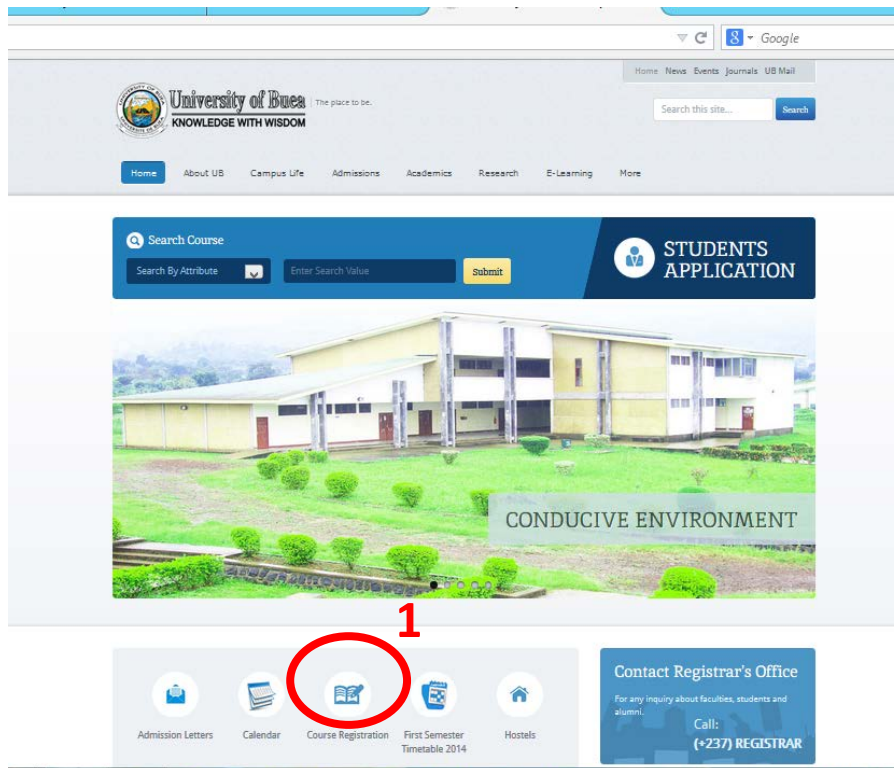 Google
Home News Events Journals UB Mail
University of Buea The place to be.
KNOWLEDGE WITH WISDOM
Search this site... Search
Home About UB Campus Life Admissions Academics Research E-Learning More
Search Course
Search By Attribute Enter Search Value Submit
STUDENTS
APPLICATION
CONDUCIVE ENVIRONMENT
1
Admission Letters Calendar Course Registration First Semester
Timetable 2014 Hostels
Contact Registrar's Office
For any inquiry about faculties, students and
alumni.
Call:
(+237) REGISTRAR